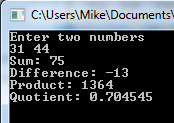 C:\Users\Mike\Documents\
Enter two numbers
31 44
Sum: 75
Difference: -13
Product: 1364
Quotient: 0.704545